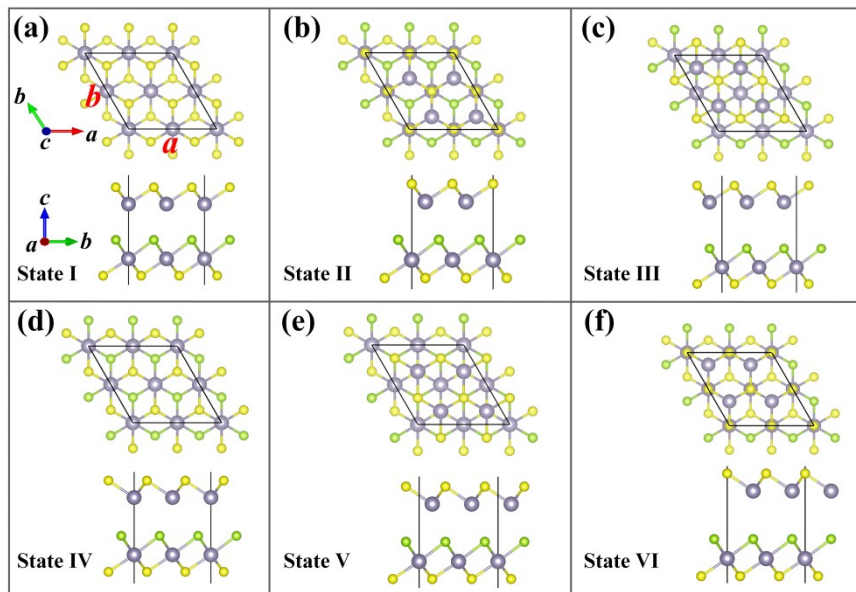 (a)
b
b
a
c
a
c
a
b
State I
(b)
State II
(c)
State III
(d)
State IV
(e)
State V
(f)
State VI